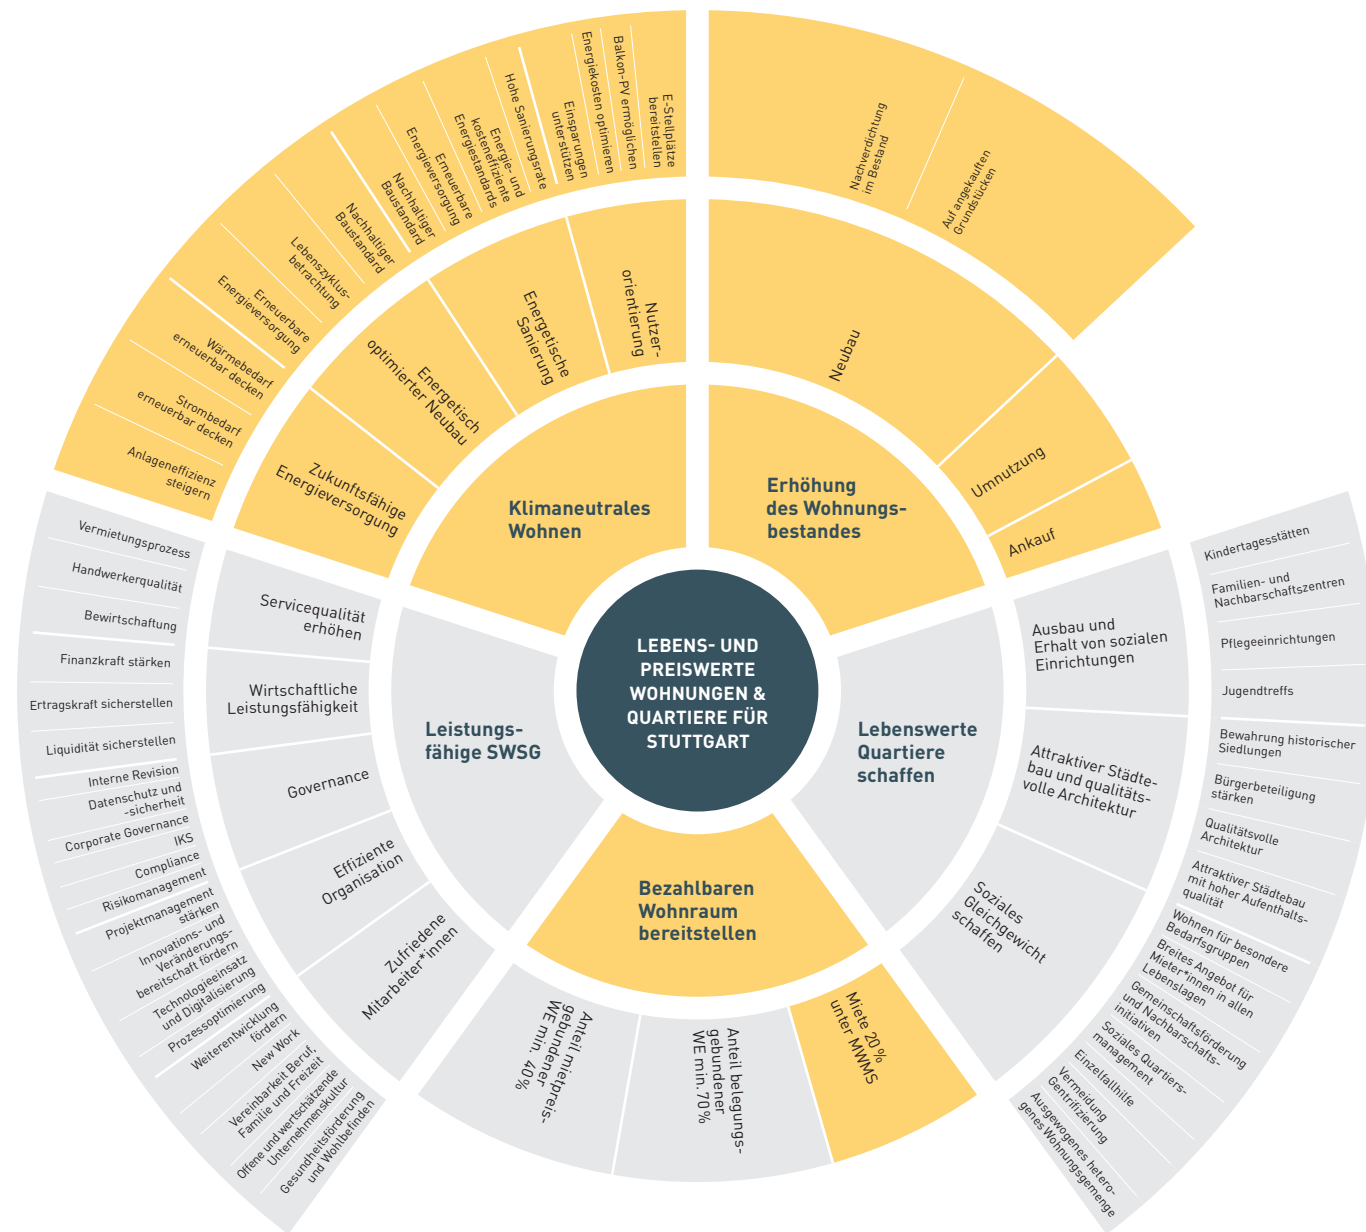 LEBENS- UND
PREISWERTE
WOHNUNGEN &
QUARTIERE FÜR
STUTTGART
Klimaneutrales
Wohnen
Zukunftsfähige
Energieversorgung
Anlageneffizienz
steigern
Strombedarf
erneuerbar decken
Wärmebedarf
erneuerbar decken
Energetisch
optimierter Neubau
Erneuerbare
Energieversorgung
Lebenszyklus-
betrachtung
Nachhaltiger
Baustandard
Energetische
Sanierung
Nachhaltiger
Baustandard
Erneuerbare
Energieversorgung
Energie- und
kosteneffiziente
Energiestandards
Hohe Sanierungsrate
Nutzer-
orientierung
Einsparungen
unterstützen
Energiekosten optimieren
Balkon-PV ermöglichen
E-Stellplätze
bereitstellen
Erhöhung
des Wohnungs-
bestandes
Neubau
Nachverdichtung
im Bestand
Auf angekauften
Grundstücken
Umnutzung
Ankauf
Lebenswerte
Quartiere
schaffen
Ausbau und
Erhalt von sozialen
Einrichtungen
Kindertagesstätten
Familien- und
Nachbarschaftszentren
Pflegeeinrichtungen
Jugendtreffs
Attraktiver Städte-
bau und qualitäts-
volle Architektur
Bewahrung historischer
Siedlungen
Bürgerbeteiligung
stärken
Qualitätsvolle
Architektur
Attraktiver Städtebau
mit hoher Aufenthalts-
qualität
Soziales
Gleichgewicht
schaffen
Wohnen für besondere
Bedarfsgruppen
Breites Angebot für
Mieter*innen in allen
Lebenslagen
Gemeinschaftsförderung
und Nachbarschafts-
initiativen
Soziales Quartiers-
management
Einzelfallhilfe
Vermeidung
Gentrifizierung
Ausgewogenes hetero-
genes Wohnungsgemenge
Bezahlbaren
Wohnraum
bereitstellen
Miete 20 %
unter MWMS
Anteil belegungs-
gebundener
WE min. 70 %
Anteil mietpreis-
gebundener
WE min. 40 %
Leistungs-
fähige SWSG
Servicequalität
erhöhen
Vermietungsprozess
Handwerkerqualität
Bewirtschaftung
Wirtschaftliche
Leistungsfähigkeit
Finanzkraft stärken
Ertragskraft sicherstellen
Liquidität sicherstellen
Governance
Interne Revision
Datenschutz und
-sicherheit
Corporate Governance
IKS
Compliance
Risikomanagement
Effiziente
Organisation
Projektmanagement
stärken
Innovations- und
Veränderungs-
bereitschaft fördern
Technologieeinsatz
und Digitalisierung
Prozessoptimierung
Zufriedene
Mitarbeiter*innen
Weiterentwicklung
fördern
New Work
Vereinbarkeit Beruf,
Familie und Freizeit
Offene und wertschätzende
Unternehmenskultur
Gesundheitsförderung
und Wohlbefinden